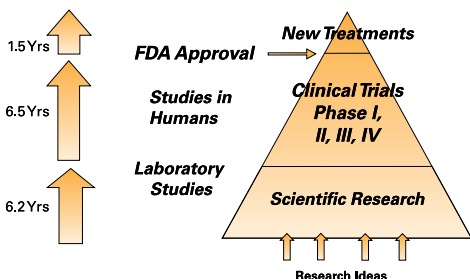 1.5 Yrs
6.5 Yrs
6.2 Yrs
FDA Approval
Studies in
Humans
Laboratory
Studies
New Treatments
Clinical Trials
Phase I,
II, III, IV
Scientific Research
Research Ideas